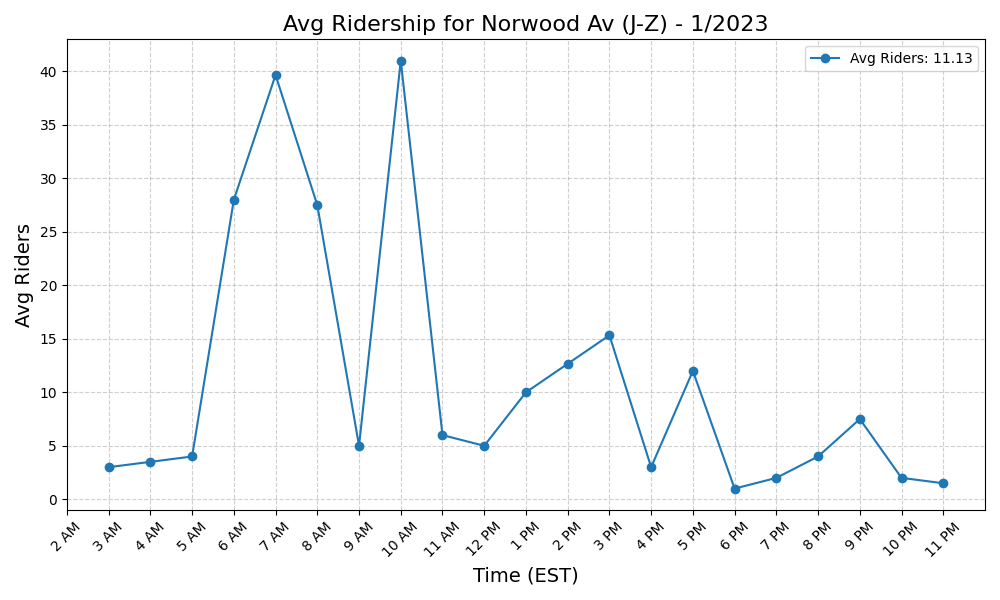 Avg Ridership for Norwood Av (J-Z) - 1/2023
Avg Riders: 11.13
Avg Riders
40
35
30
25
20
15
10
5
0
2 AM
3 AM
4 AM
5 AM
6 AM
7 AM
8 AM
9 AM
10 AM
11 AM
12 PM
1 PM
2 PM
3 PM
4 PM
5 PM
6 PM
7 PM
8 PM
9 PM
10 PM
11 PM
Time (EST)